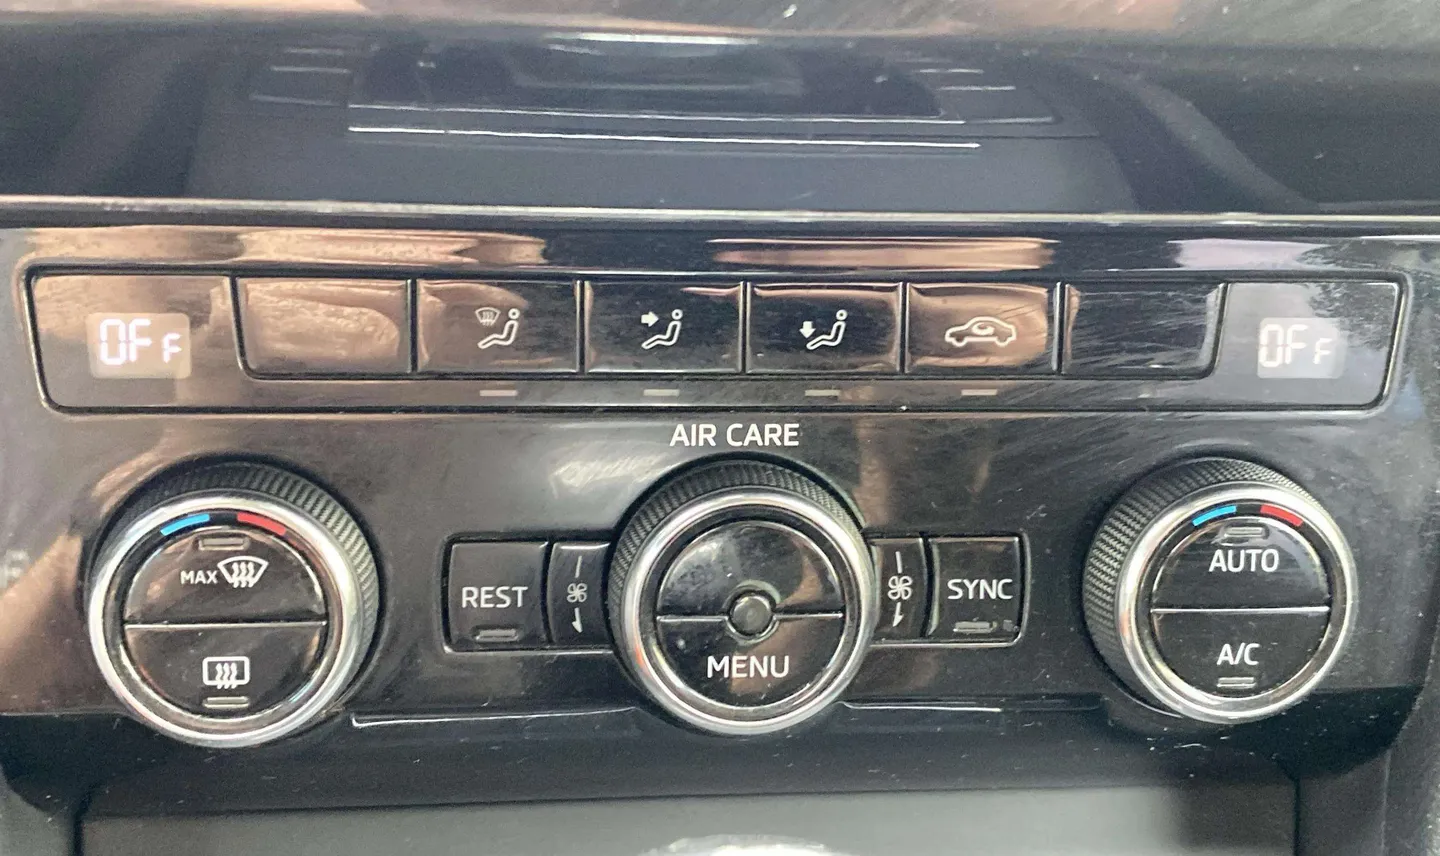 OFF
OFF
AIR CARE
MAX
REST
SYNC
AUTO
MENU
A/C